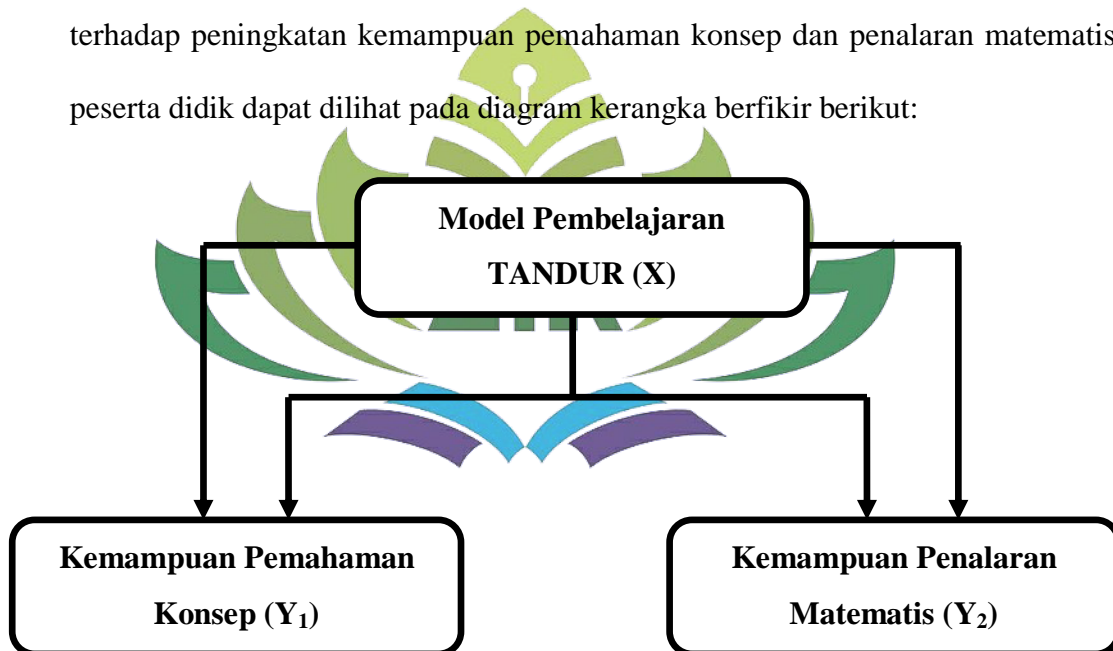 terhadap peningkatan kemampuan pemahaman konsep dan penalaran matematis
peserta didik dapat dilihat pada diagram kerangka berfikir berikut:
Model Pembelajaran
TANDUR (X)
Kemampuan Pemahaman
Konsep (Y₁)
Kemampuan Penalaran
Matematis (Y₂)